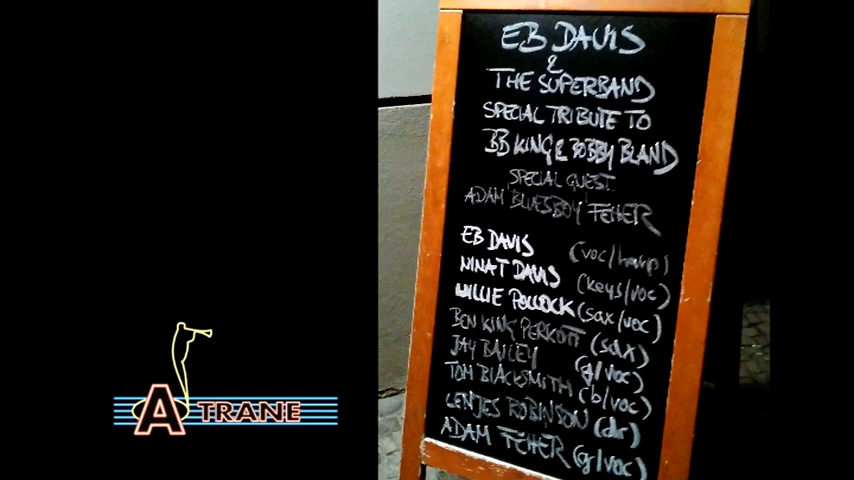 EB DAVIS
&
THE SUPERBAND
SPECIAL TRIBUTE TO
BB KING & BOBBY BLAND
SPECIAL GUEST
ADAM BLUESBOY FEHER
EB DAVIS (voc/harp)
NINAT DAVIS (keys/voc)
WILLIE POLLOCK (sax/voc)
BEN KING PERKOFF (sax)
JAY BAILEY (g/voc)
TOM BLACKSMITH (b/voc)
LENJES ROBINSON (dr)
ADAM FEHER (g/voc)
A TRANE